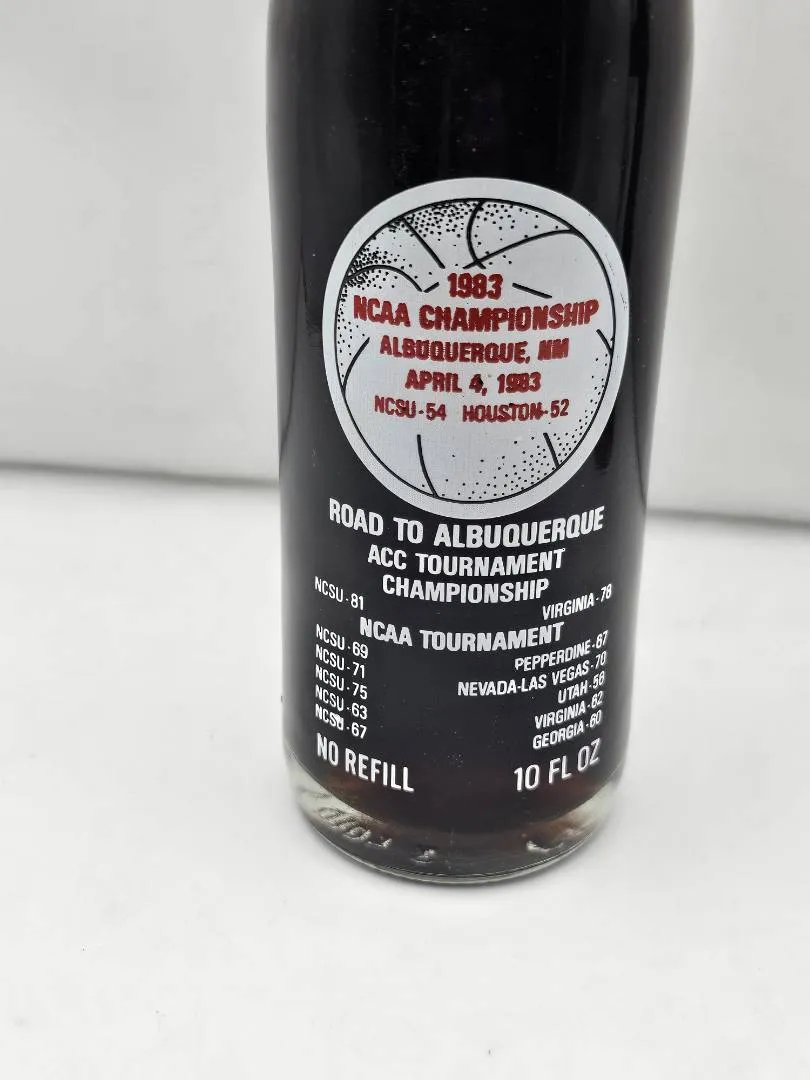 1983
NCAA CHAMPIONSHIP
ALBUQUERQUE, NM
APRIL 4, 1983
NCSU-54 HOUSTON-52
ROAD TO ALBUQUERQUE
ACC TOURNAMENT
CHAMPIONSHIP
NCSU-81 VIRGINIA-78
NCAA TOURNAMENT
NCSU-69 PEPPERDINE-67
NCSU-71 NEVADA-LAS VEGAS-70
NCSU-75 UTAH-56
NCSU-63 VIRGINIA-62
NCSU-67 GEORGIA-60
NO REFILL 10 FL OZ